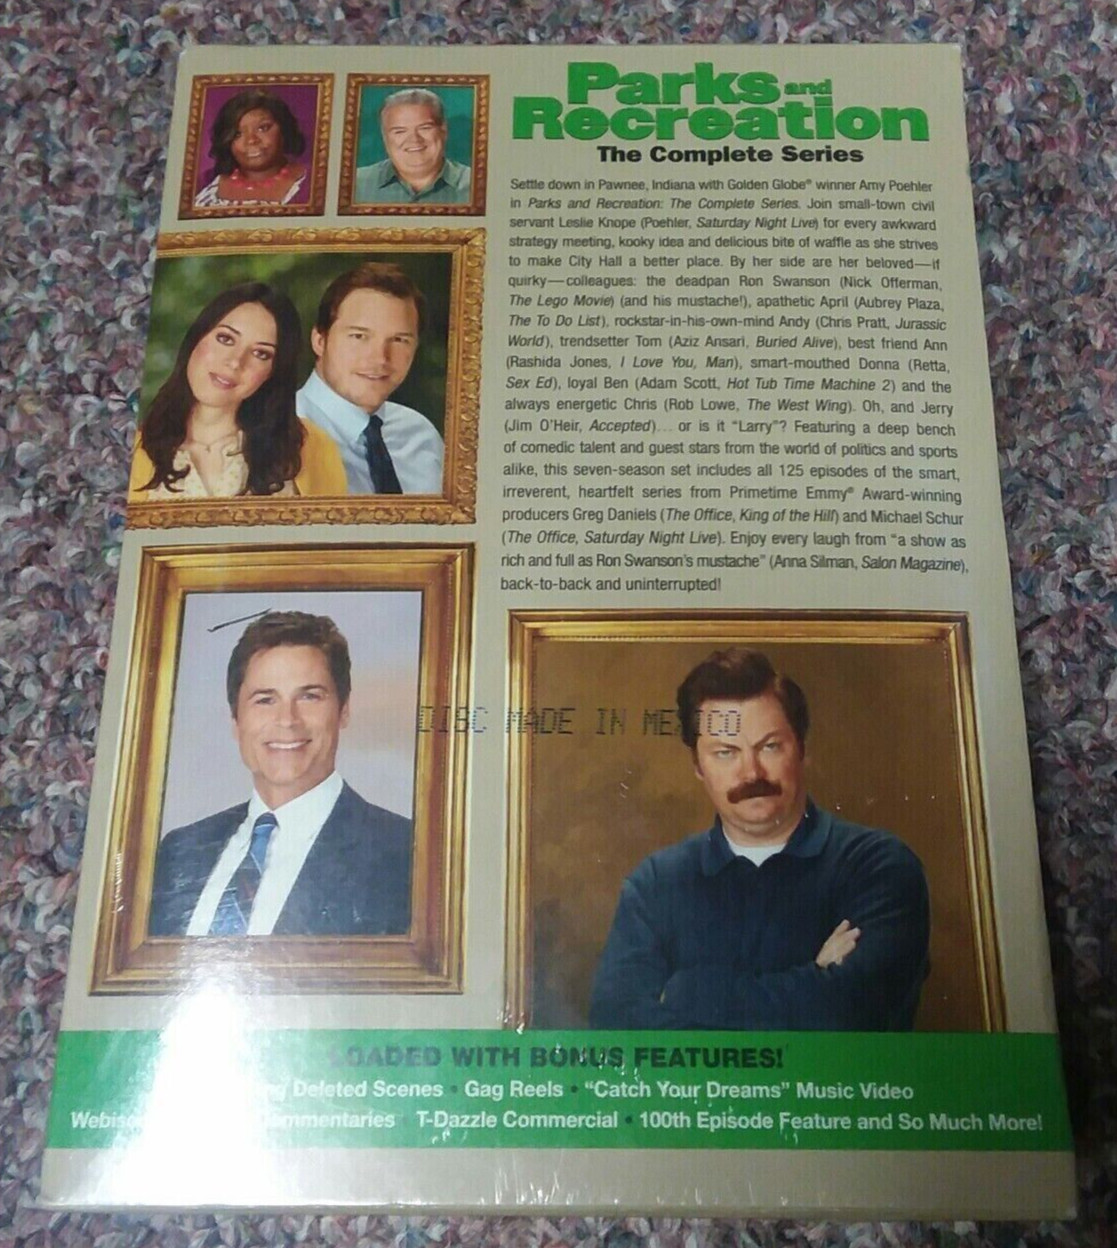 Parks and
Recreation
The Complete Series
Settle down in Pawnee, Indiana with Golden Globe® winner Amy Poehler
in Parks and Recreation: The Complete Series. Join small-town civil
servant Leslie Knope (Poehler, Saturday Night Live) for every awkward
strategy meeting, kooky idea and delicious bite of waffle as she strives
to make City Hall a better place. By her side are her beloved—if
quirky—colleagues: the deadpan Ron Swanson (Nick Offerman,
The Lego Movie) (and his mustache!), apathetic April (Aubrey Plaza,
The To Do List), rockstar-in-his-own-mind Andy (Chris Pratt, Jurassic
World), trendsetter Tom (Aziz Ansari, Buried Alive), best friend Ann
(Rashida Jones, I Love You, Man), smart-mouthed Donna (Retta,
Sex Ed), loyal Ben (Adam Scott, Hot Tub Time Machine 2) and the
always energetic Chris (Rob Lowe, The West Wing). Oh, and Jerry
(Jim O'Heir, Accepted)... or is it "Larry"? Featuring a deep bench
of comedic talent and guest stars from the world of politics and sports
alike, this seven-season set includes all 125 episodes of the smart,
irreverent, heartfelt series from Primetime Emmy® Award-winning
producers Greg Daniels (The Office, King of the Hill) and Michael Schur
(The Office, Saturday Night Live). Enjoy every laugh from "a show as
rich and full as Ron Swanson's mustache" (Anna Silman, Salon Magazine),
back-to-back and uninterrupted!
DISC MADE IN MEXICO
LOADED WITH BONUS FEATURES!
Deleted Scenes • Gag Reels • "Catch Your Dreams" Music Video
T-Dazzle Commercial • 100th Episode Feature and So Much More!